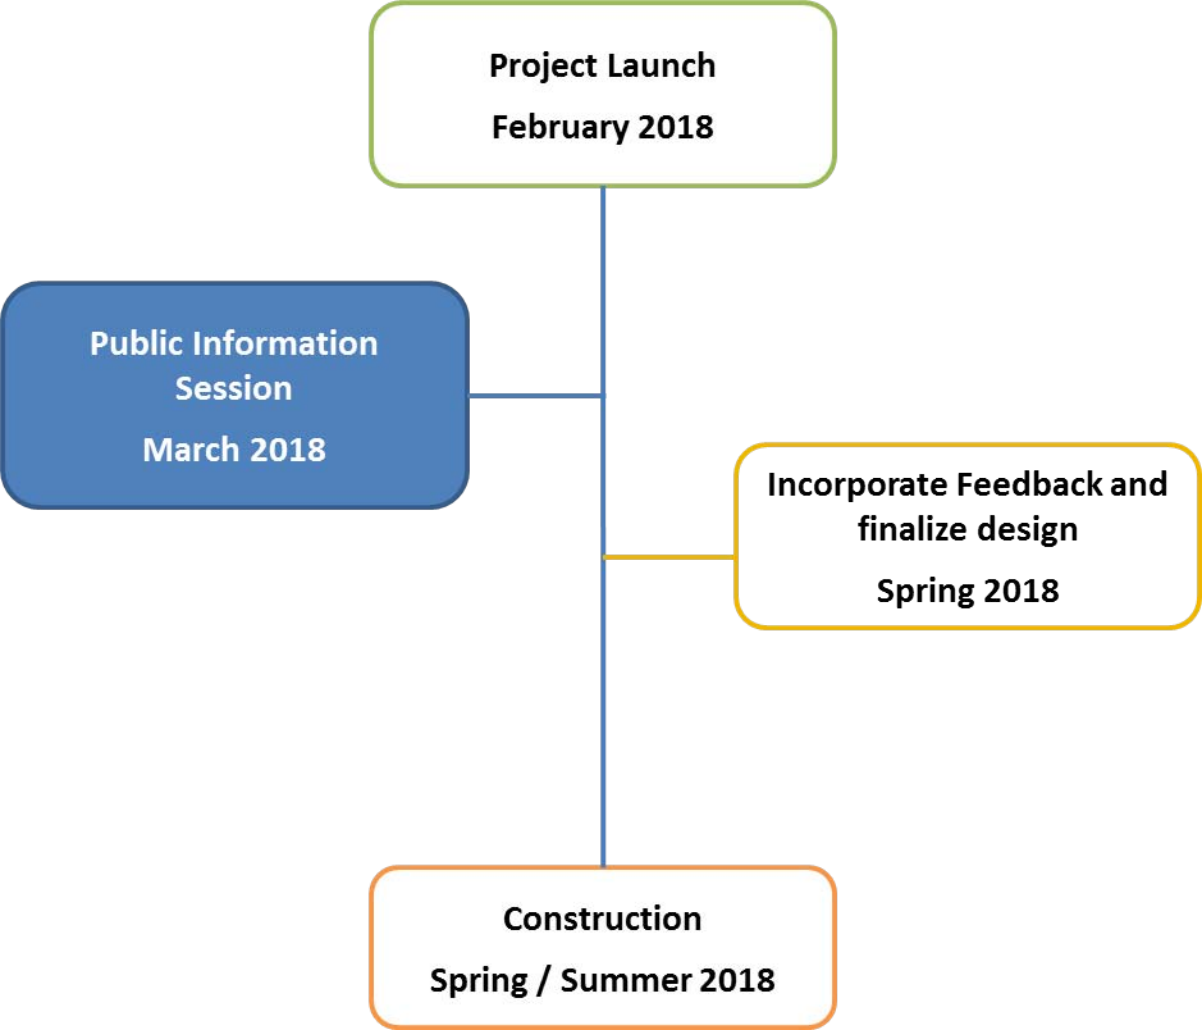 Project Launch
February 2018
Public Information
Session
March 2018
Incorporate Feedback and
finalize design
Spring 2018
Construction
Spring / Summer 2018